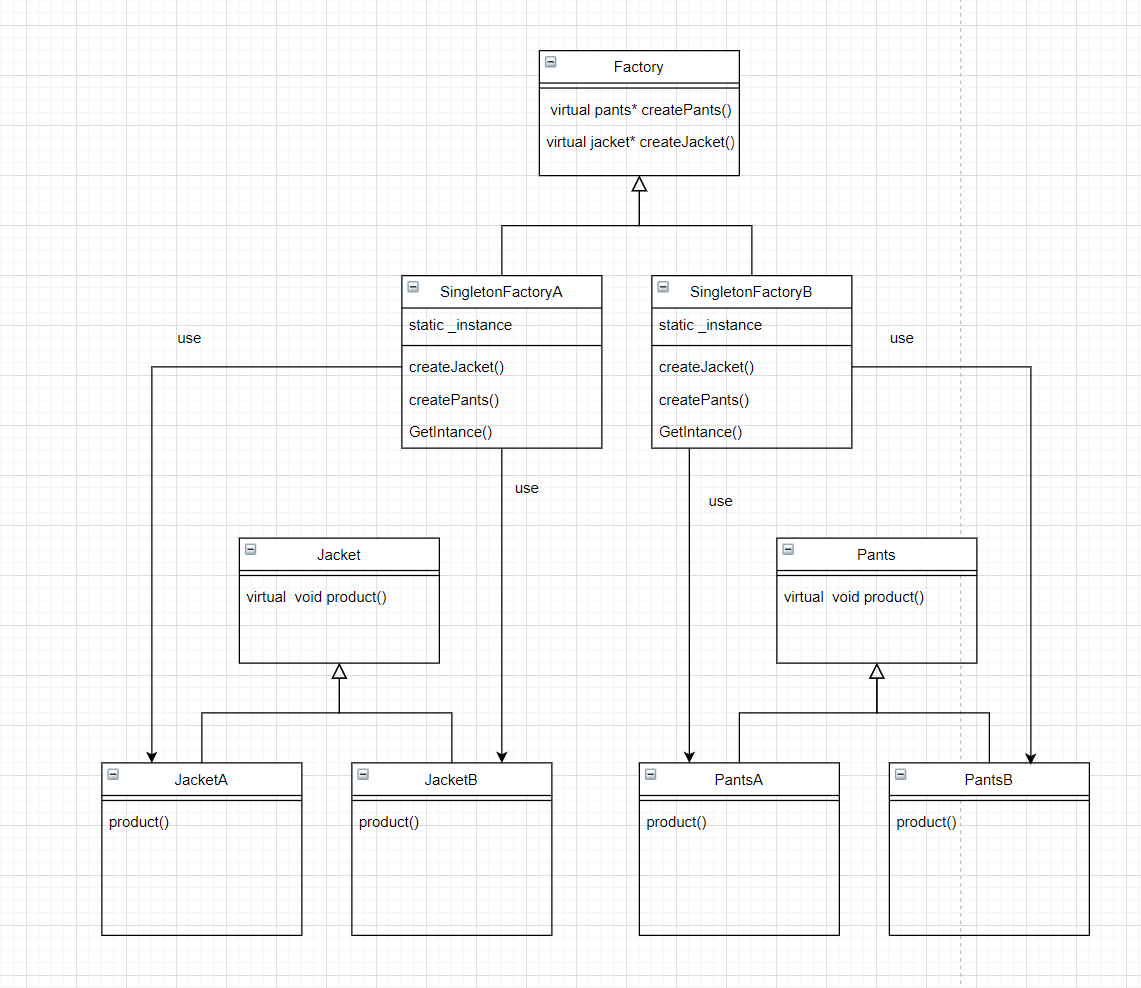 Factory
virtual pants* createPants()
virtual jacket* createJacket()
SingletonFactoryA
static _instance
createJacket()
createPants()
GetIntance()
SingletonFactoryB
static _instance
createJacket()
createPants()
GetIntance()
use
use
use
use
Jacket
virtual  void product()
Pants
virtual  void product()
JacketA
product()
JacketB
product()
PantsA
product()
PantsB
product()